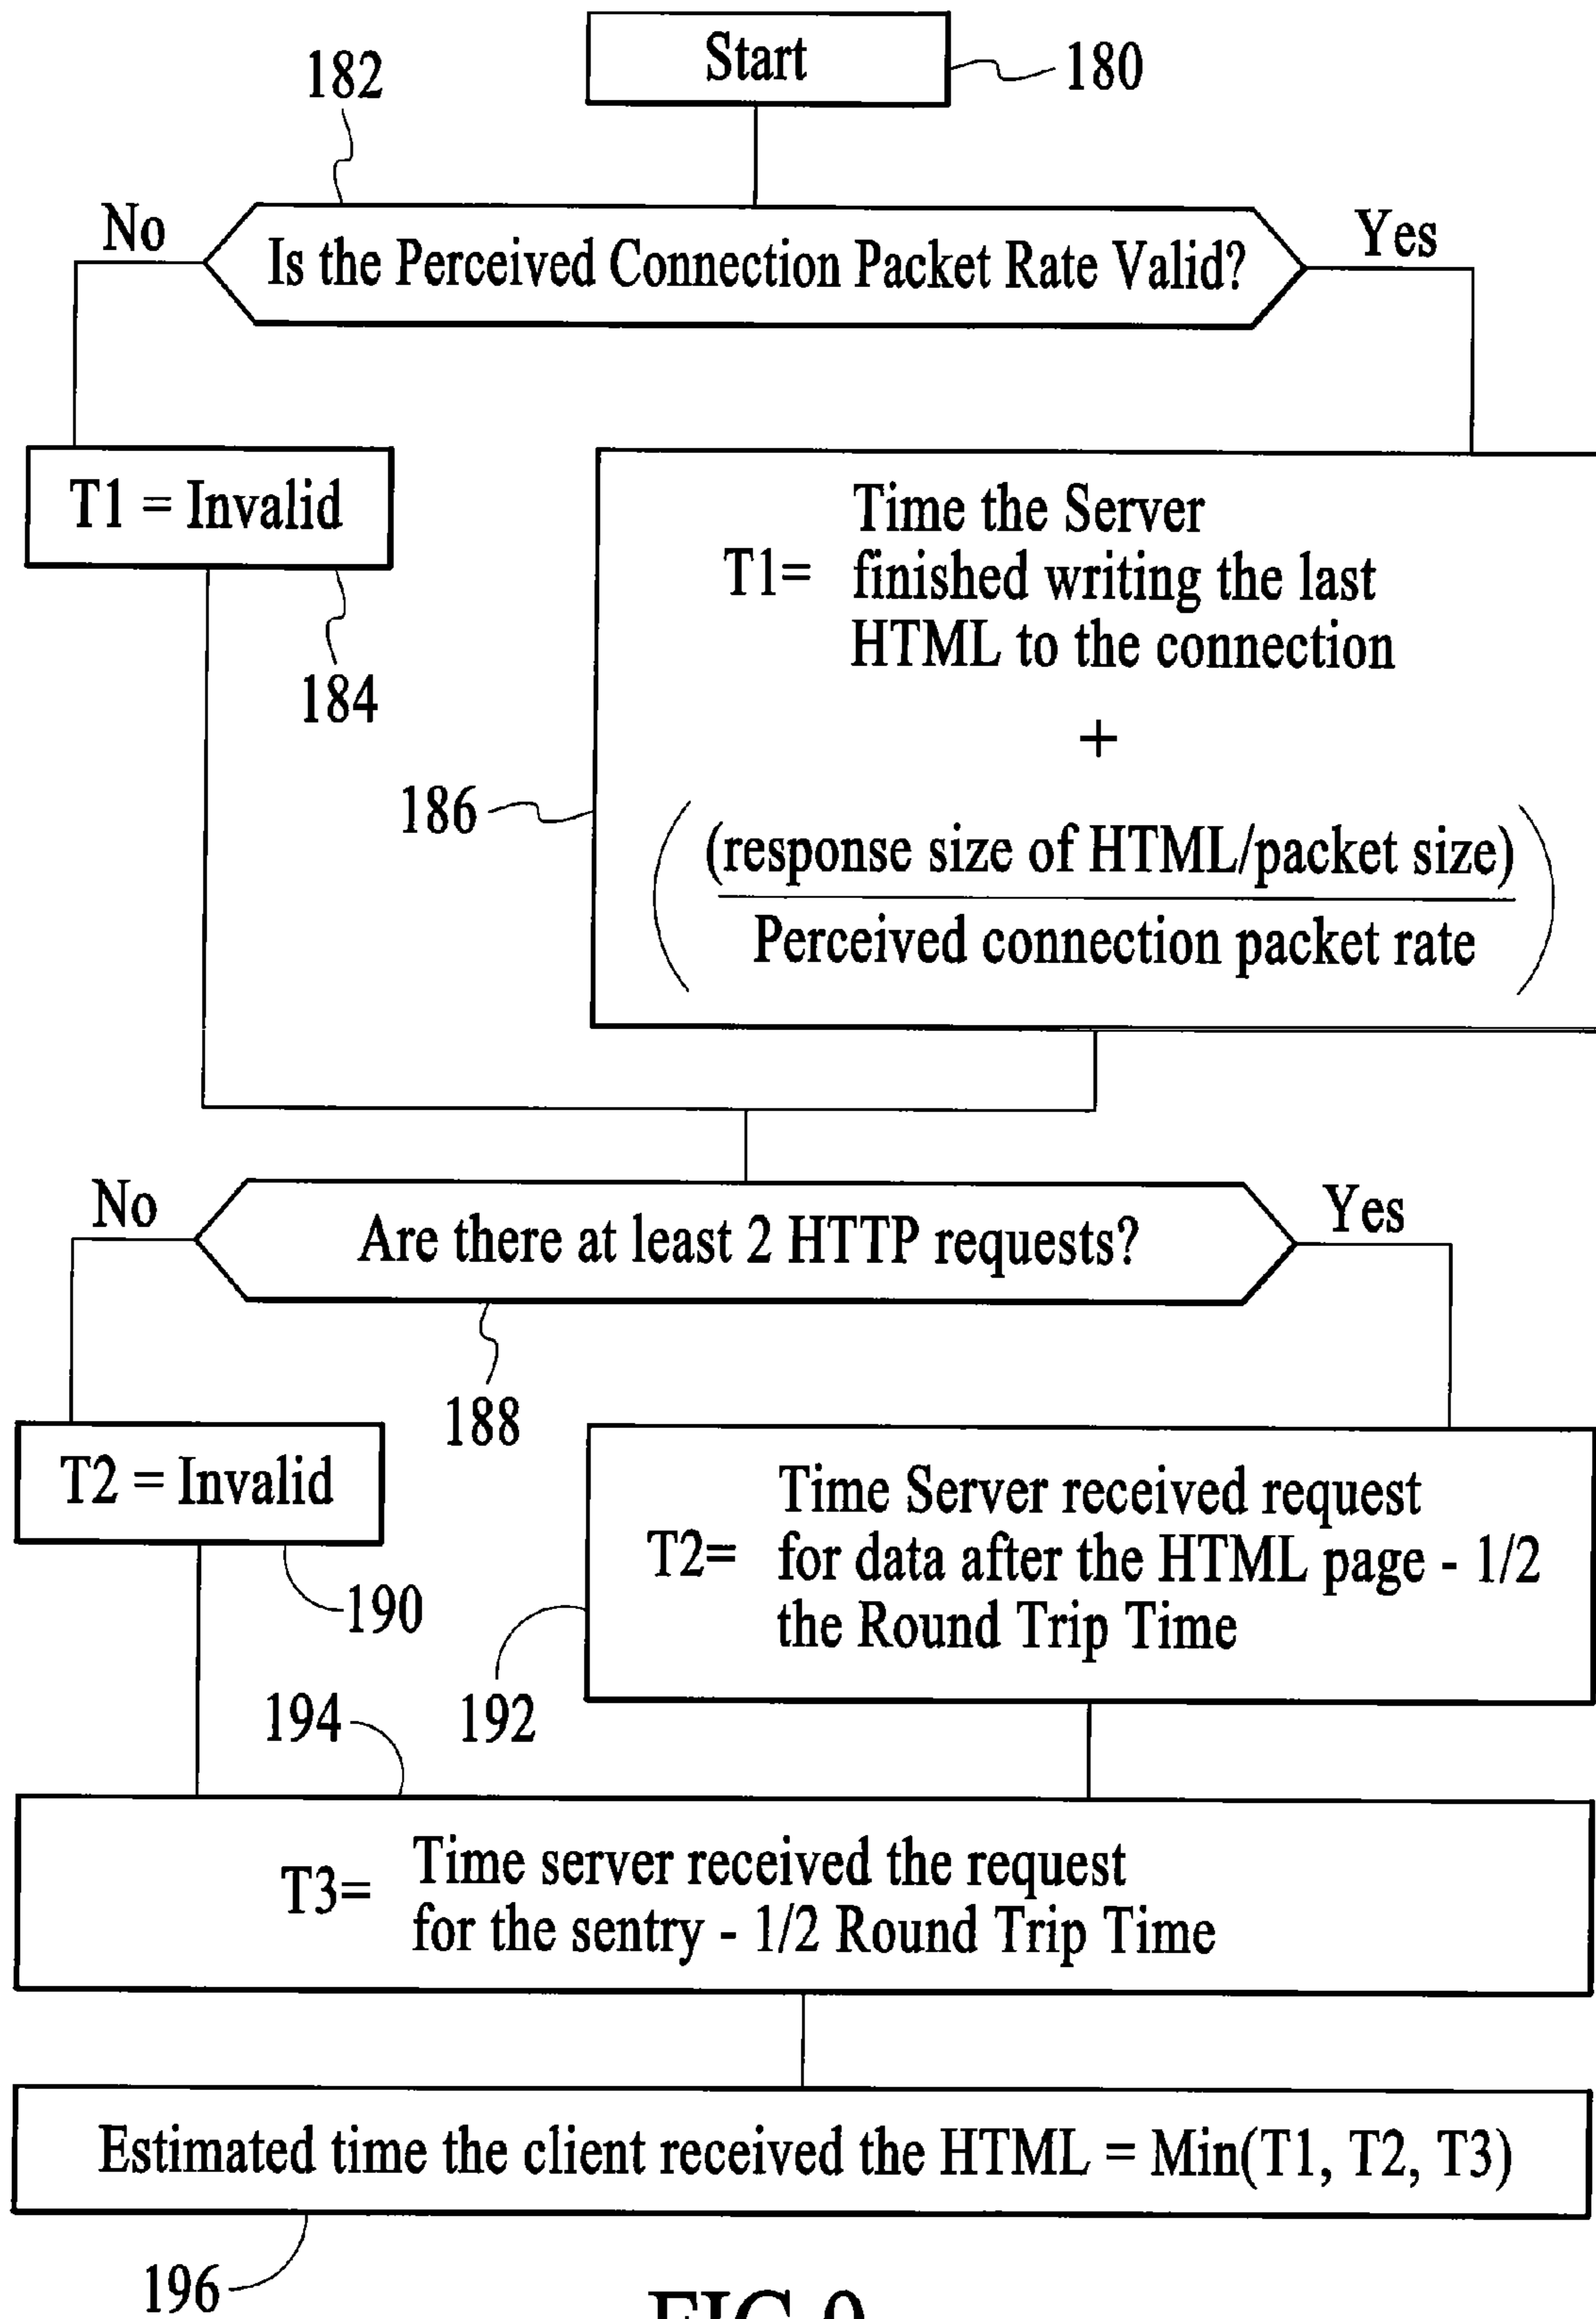 Start
180
182
No
Is the Perceived Connection Packet Rate Valid?
Yes
T1 = Invalid
184
Time the Server
T1= finished writing the last
HTML to the connection
+
186
(response size of HTML/packet size)
Perceived connection packet rate
No
Are there at least 2 HTTP requests?
Yes
188
T2 = Invalid
190
Time Server received request
T2= for data after the HTML page - 1/2
the Round Trip Time
192
194
T3=
Time server received the request
for the sentry - 1/2 Round Trip Time
Estimated time the client received the HTML = Min(T1, T2, T3)
196